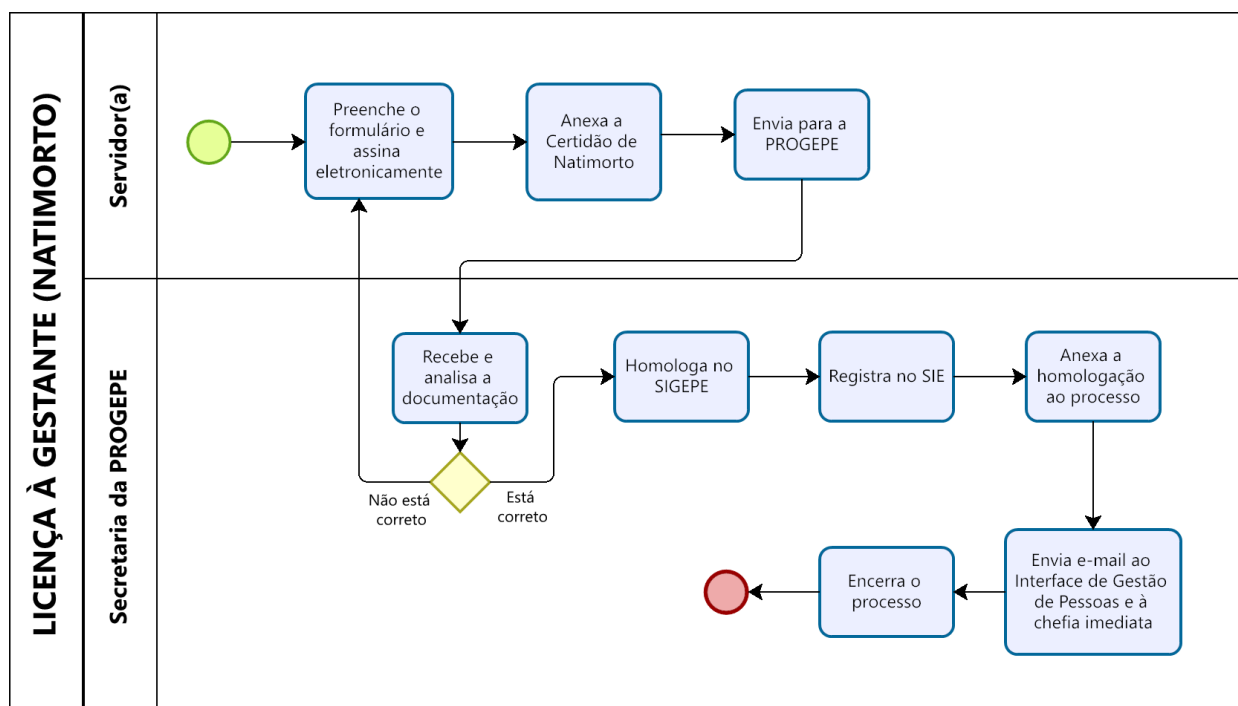 LICENÇA À GESTANTE (NATIMORTO)
Servidor(a)
Preenche o
formulário e
assina
eletronicamente
Anexa a
Certidão de
Natimorto
Envia para a
PROGEPE
Secretaria da PROGEPE
Recebe e
analisa a
documentação
Não está
correto
Está
correto
Homologa no
SIGEPE
Registra no SIE
Anexa a
homologação
ao processo
Envia e-mail ao
Interface de Gestão
de Pessoas e à
chefia imediata
Encerra o
processo